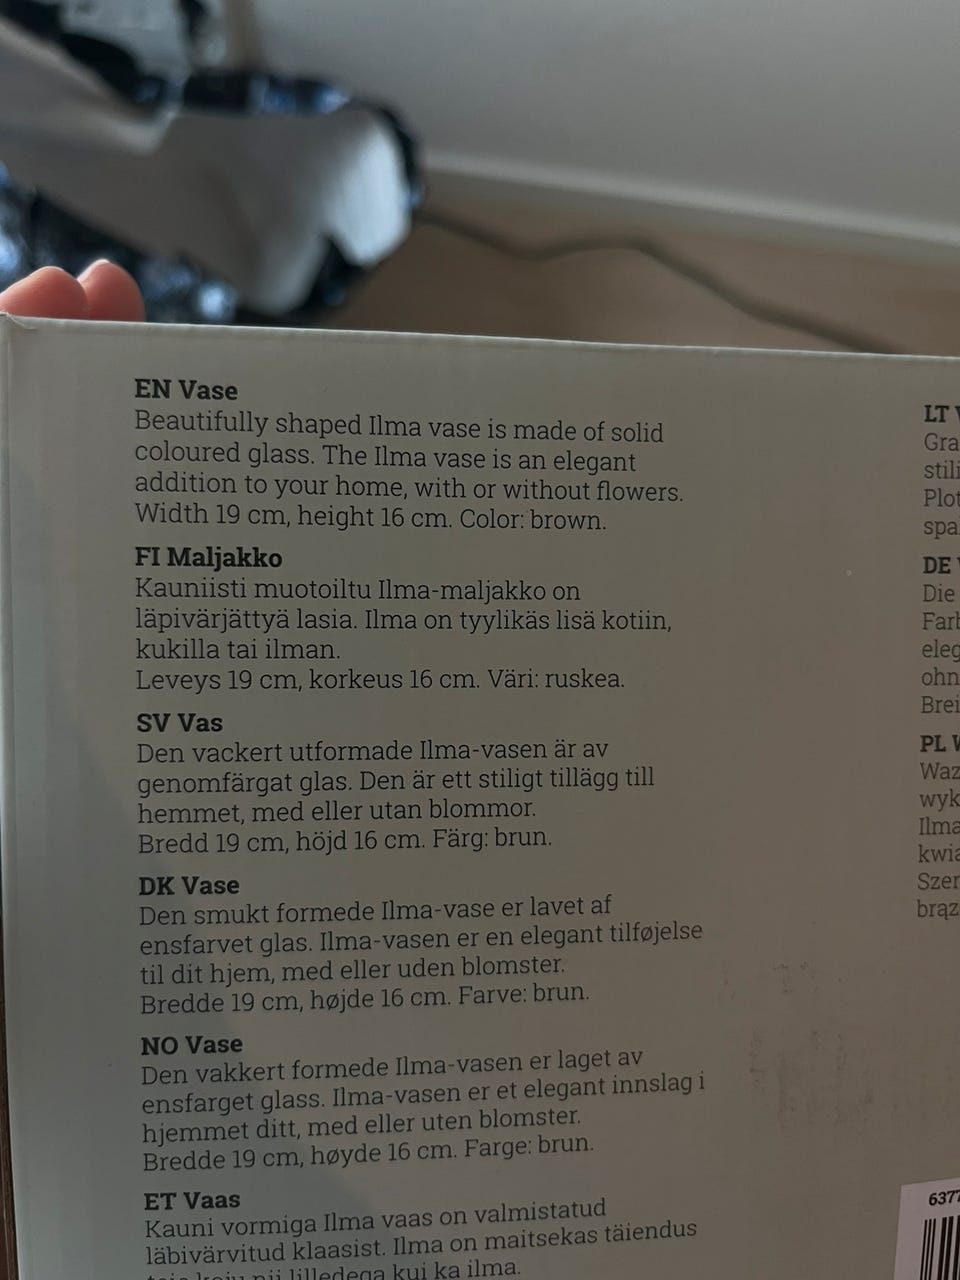 EN Vase
Beautifully shaped Ilma vase is made of solid
coloured glass. The Ilma vase is an elegant
addition to your home, with or without flowers.
Width 19 cm, height 16 cm. Color: brown.
FI Maljakko
Kauniisti muotoiltu Ilma-maljakko on
läpivärjättyä lasia. Ilma on tyylikäs lisä kotiin,
kukilla tai ilman.
Leveys 19 cm, korkeus 16 cm. Väri: ruskea.
SV Vas
Den vackert utformade Ilma-vasen är av
genomfärgat glas. Den är ett stiligt tillägg till
hemmet, med eller utan blommor.
Bredd 19 cm, höjd 16 cm. Färg: brun.
DK Vase
Den smukt formede Ilma-vase er lavet af
ensfarvet glas. Ilma-vasen er en elegant tilføjelse
til dit hjem, med eller uden blomster.
Bredde 19 cm, højde 16 cm. Farve: brun.
NO Vase
Den vakkert formede Ilma-vasen er laget av
ensfarget glass. Ilma-vasen er et elegant innslag i
hjemmet ditt, med eller uten blomster.
Bredde 19 cm, høyde 16 cm. Farge: brun.
ET Vaas
Kauni vormiga Ilma vaas on valmistatud
läbivärvitud klaasist. Ilma on maitsekas täiendus
lilledega kui ka ilma.
LT
Gra
stili
Plot
spa
DE
Die
Farb
eleg
ohn
Brei
PL
Waz
wyk
Ilma
kwia
Szer
brąz
6377